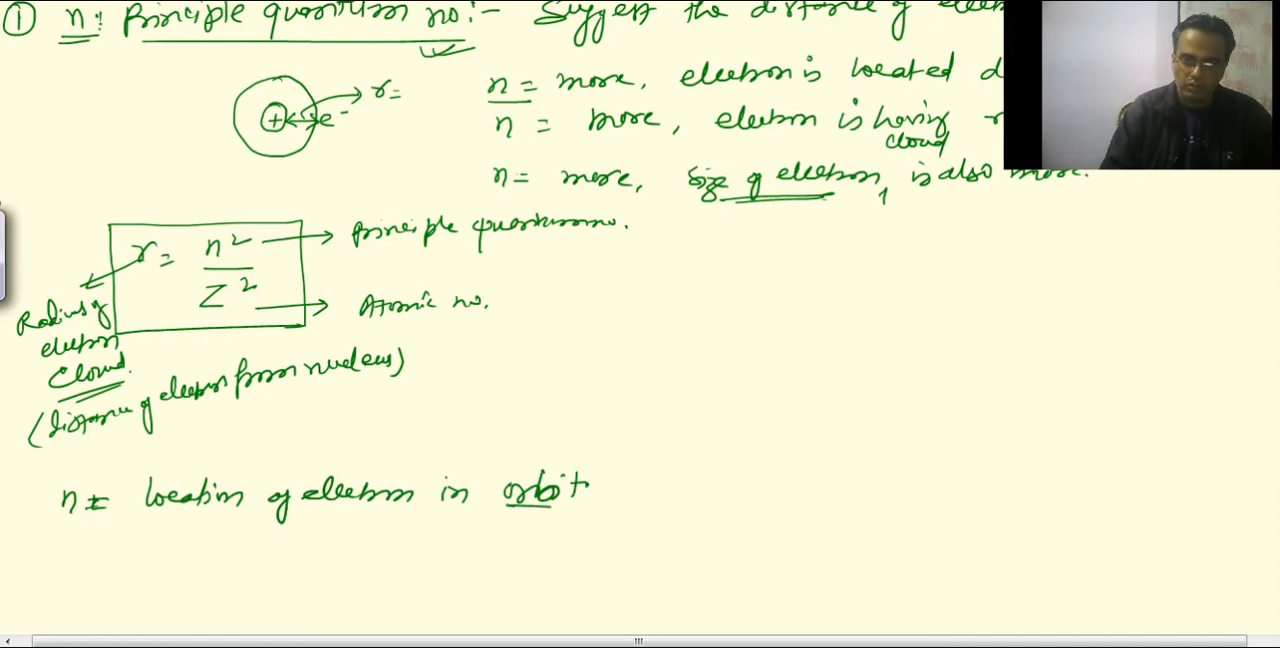 ① n: Principle quantum no:- Suggest the distance of elect
n = more, electron is located d
n = more, electron is having
cloud
n = more, size of electron, is also more.
r=
+
e-
r = n²/Z²
Principle quantum no.
Atomic no.
Radius of
electron
cloud.
(distance of electron from nucleus)
n = location of electron in orbit